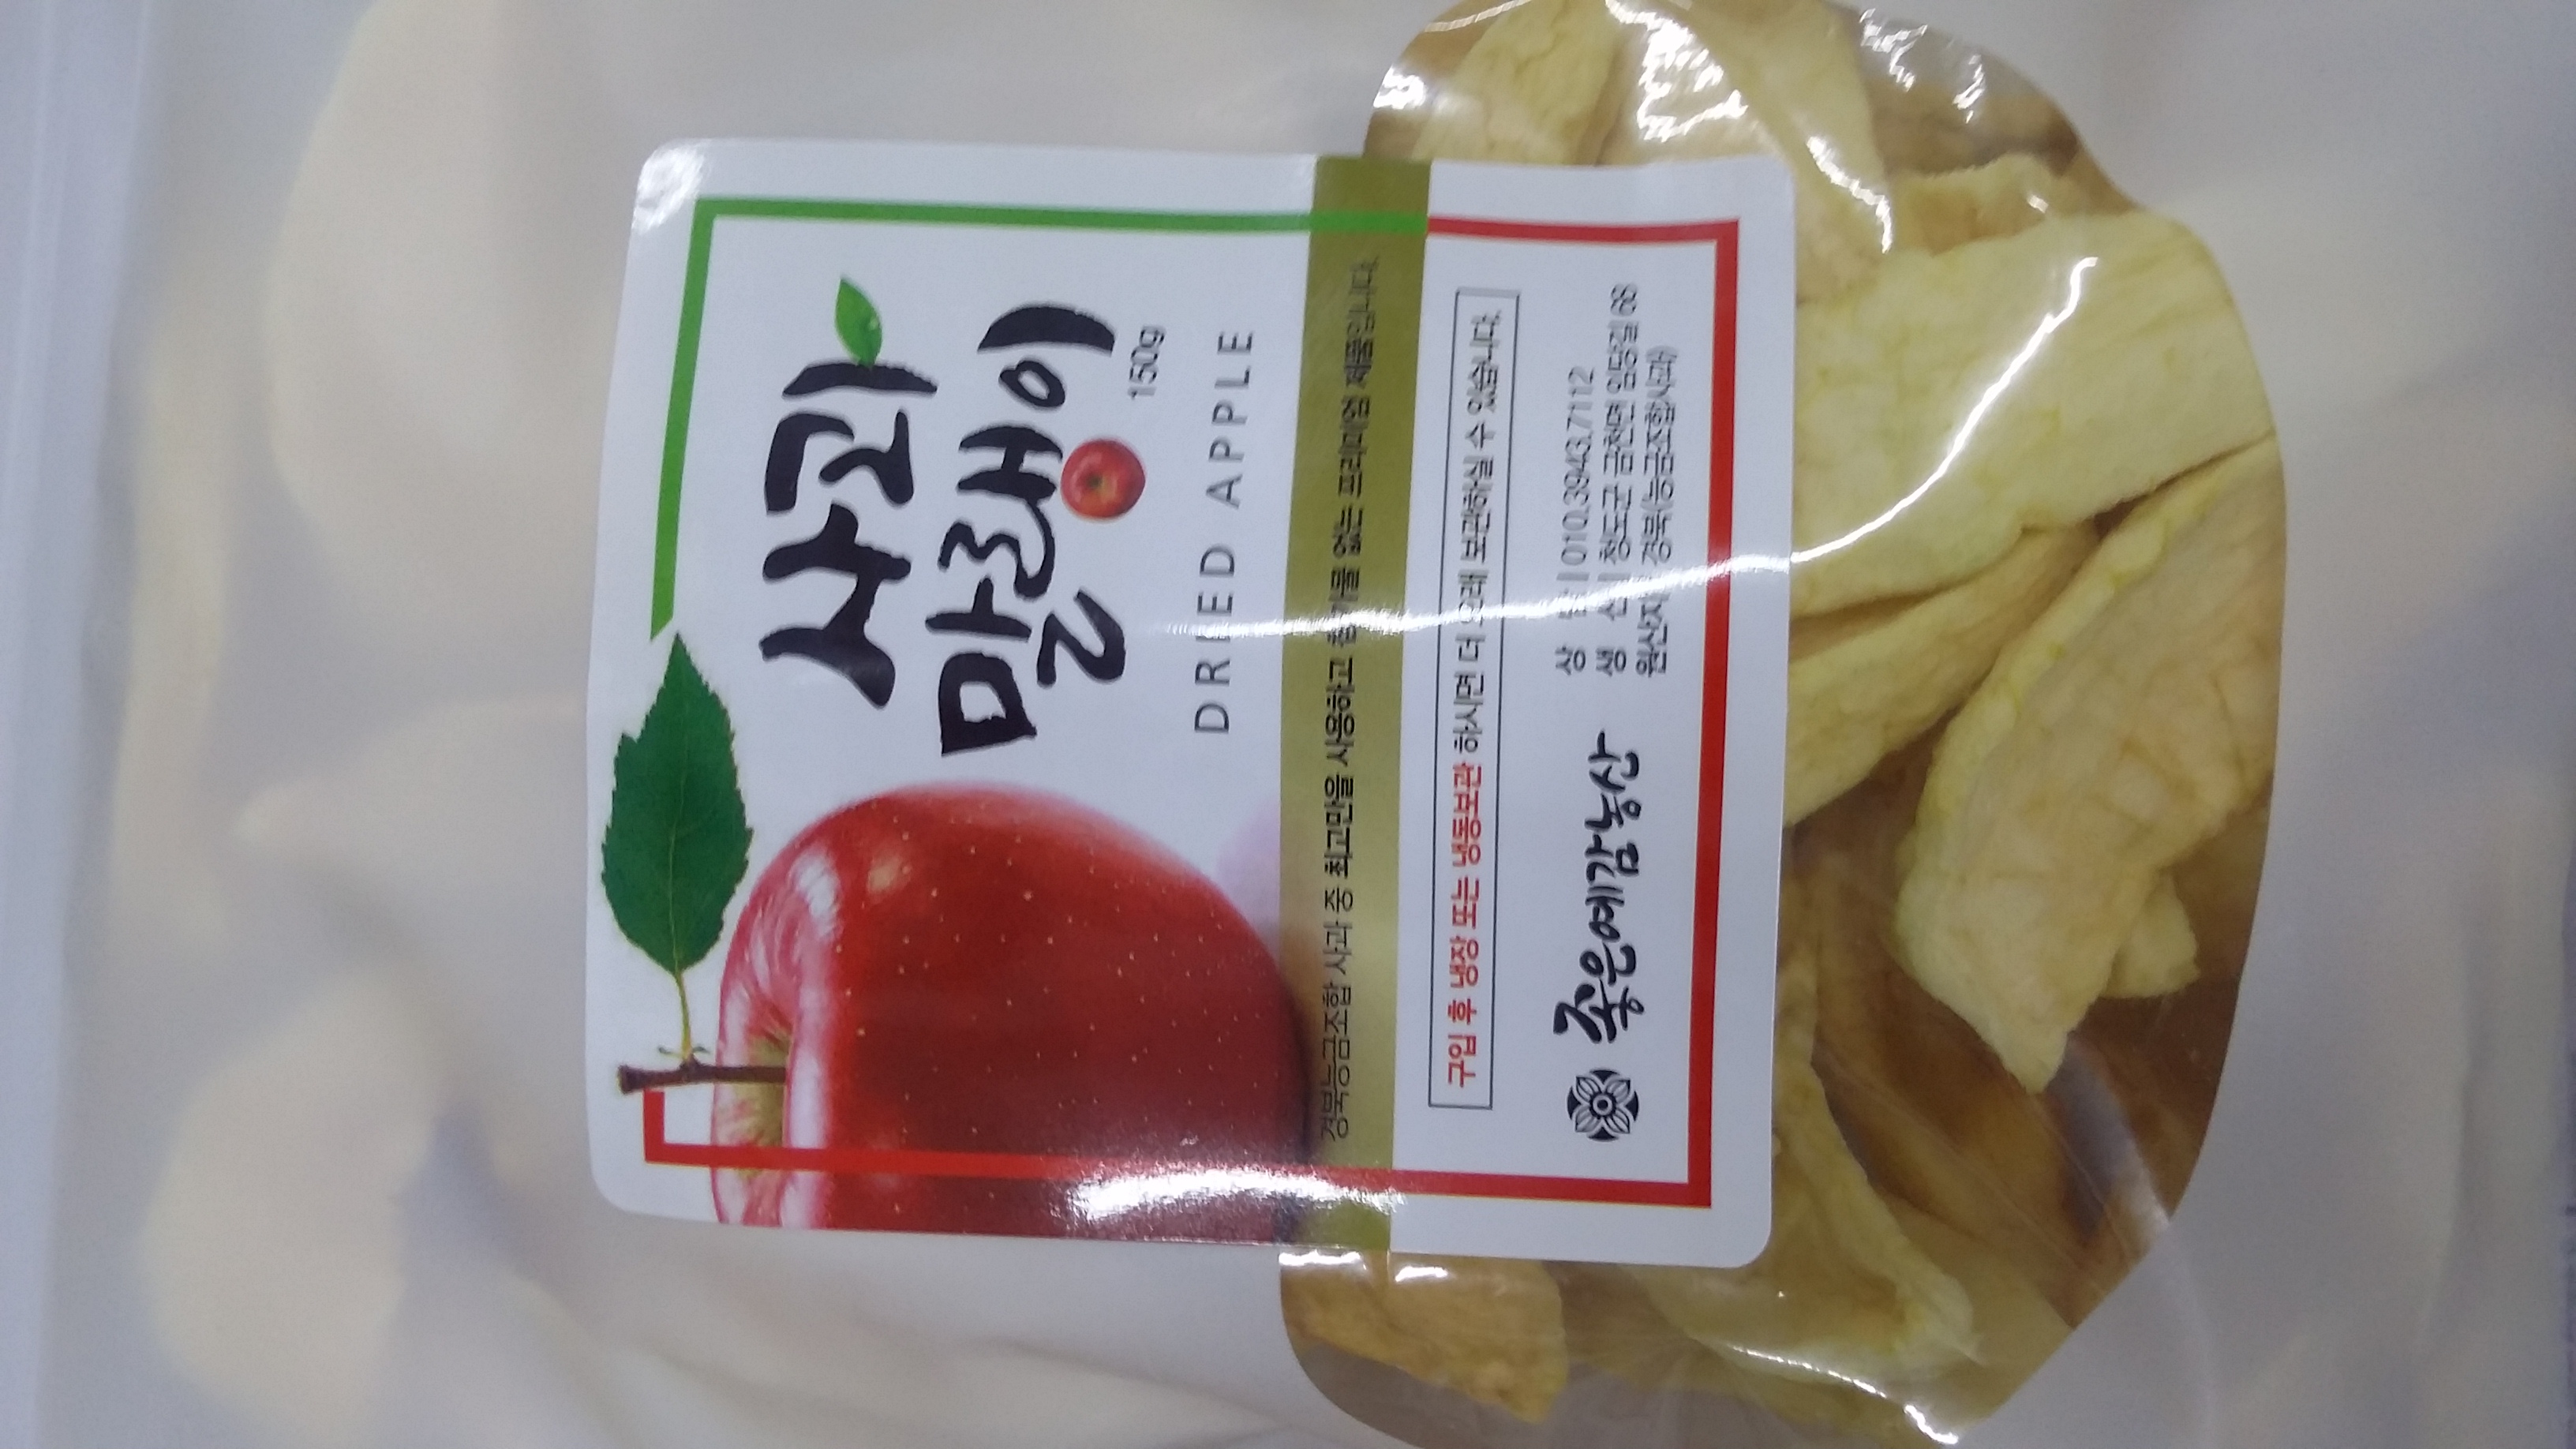 사과
말랭이
150g
DRIED APPLE
경북능금조합 사과 중 최고만을 사용하고 첨가물 없는 프리미엄 제품입니다.
구입 후 냉장 또는 냉동보관 하시면 더 오래 보관하실 수 있습니다.
좋은예감농산
상 담 | 010.3943.7112
생 산 | 청도군 금천면 임당길 68
원산지 | 경북(능금조합사과)